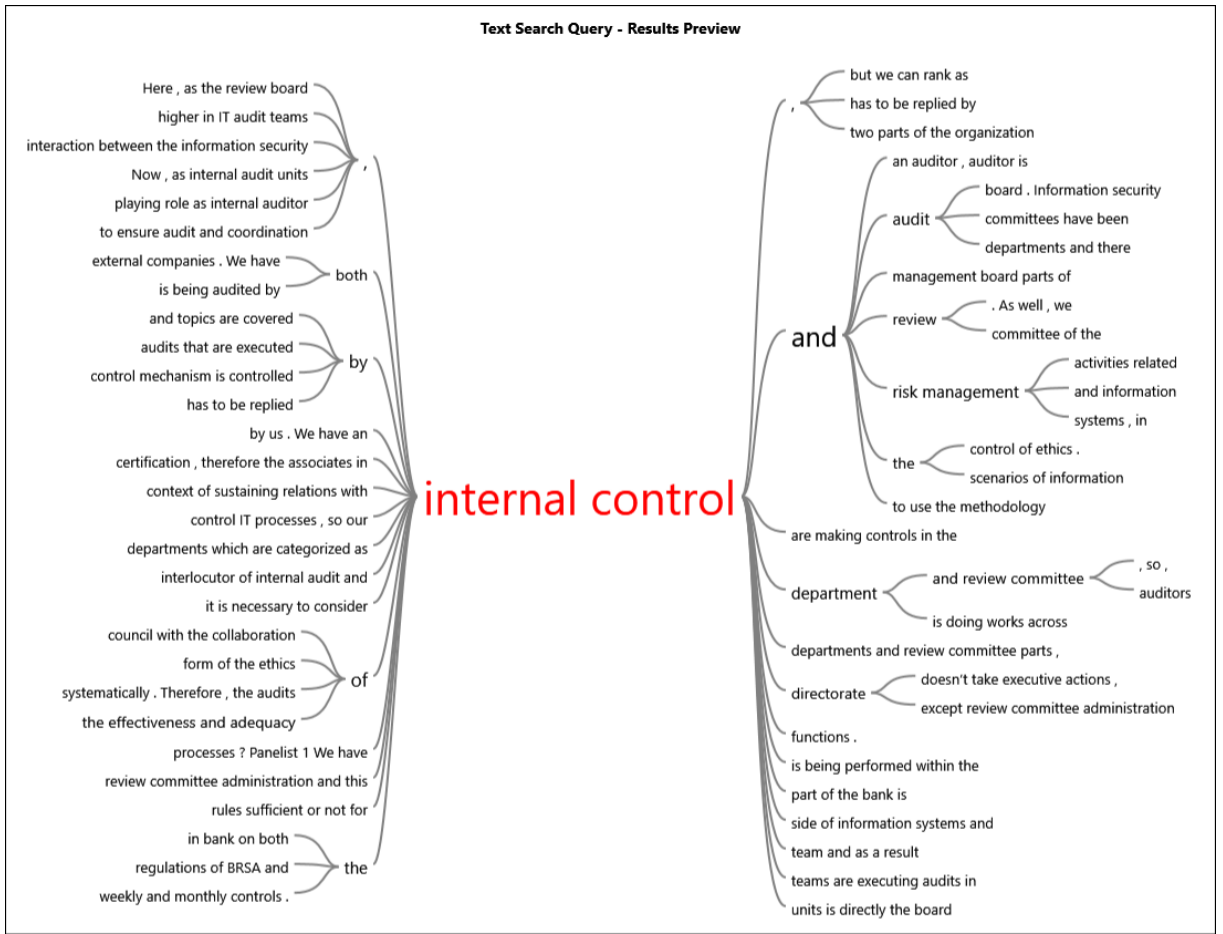 Text Search Query - Results Preview
Here , as the review board
higher in IT audit teams
interaction between the information security
Now , as internal audit units
playing role as internal auditor
to ensure audit and coordination
,
external companies . We have
is being audited by
both
and topics are covered
audits that are executed
control mechanism is controlled
has to be replied
by
by us . We have an
certification , therefore the associates in
context of sustaining relations with
control IT processes , so our
departments which are categorized as
interlocutor of internal audit and
it is necessary to consider
council with the collaboration
form of the ethics
systematically . Therefore , the audits
the effectiveness and adequacy
of
processes ? Panelist 1 We have
review committee administration and this
rules sufficient or not for
in bank on both
regulations of BRSA and
weekly and monthly controls .
the
internal control
,
but we can rank as
has to be replied by
two parts of the organization
and
an auditor , auditor is
audit
board . Information security
committees have been
departments and there
management board parts of
review
. As well , we
committee of the
risk management
activities related
and information
systems , in
the
control of ethics .
scenarios of information
to use the methodology
are making controls in the
department
and review committee
, so ,
auditors
is doing works across
departments and review committee parts ,
directorate
doesn't take executive actions ,
except review committee administration
functions .
is being performed within the
part of the bank is
side of information systems and
team and as a result
teams are executing audits in
units is directly the board